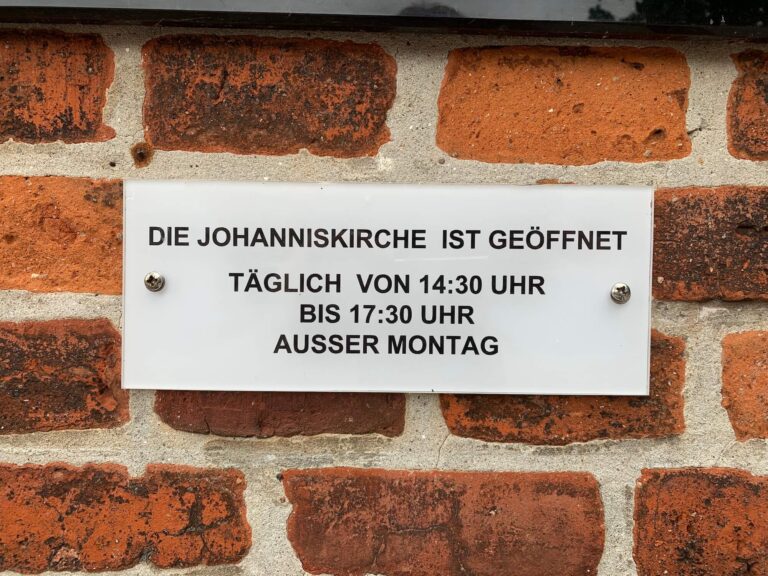 DIE JOHANNISKIRCHE IST GEÖFFNET
TÄGLICH VON 14:30 UHR
BIS 17:30 UHR
AUSSER MONTAG